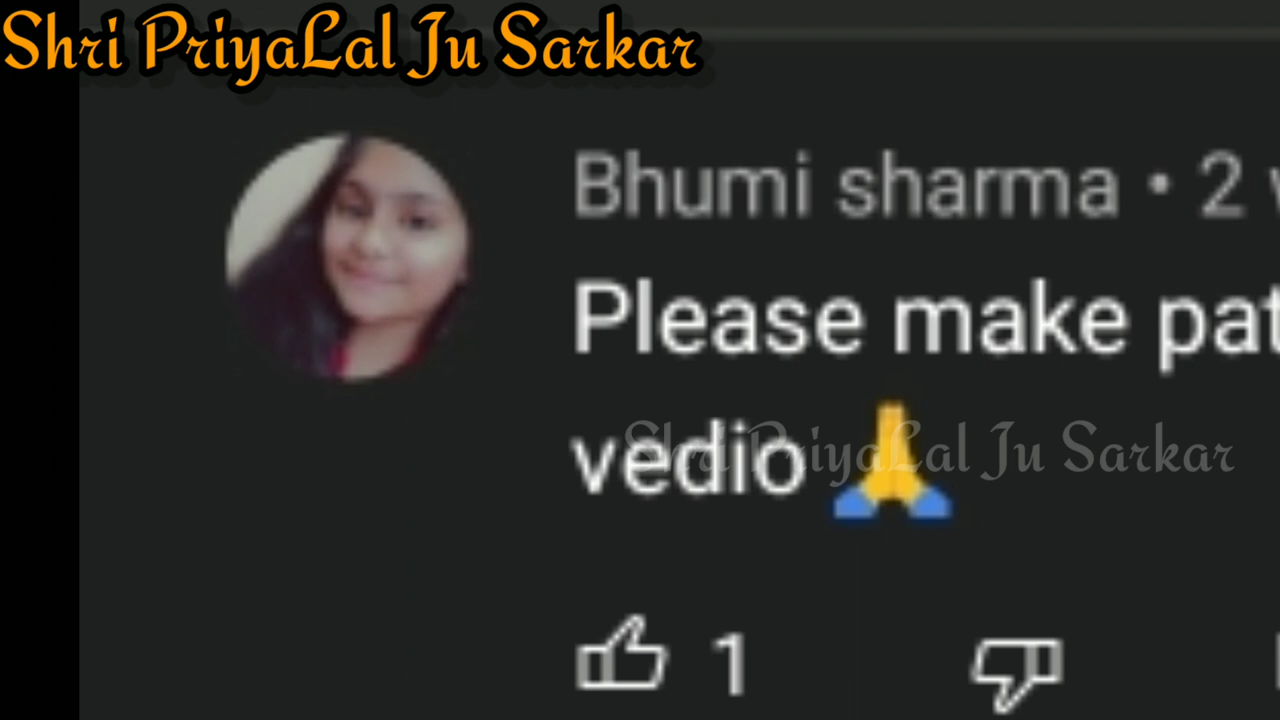 Shri PriyaLal Ju Sarkar
Bhumi sharma • 2
Please make
vedio 🙏
Shri PriyaLal Ju Sarkar
1